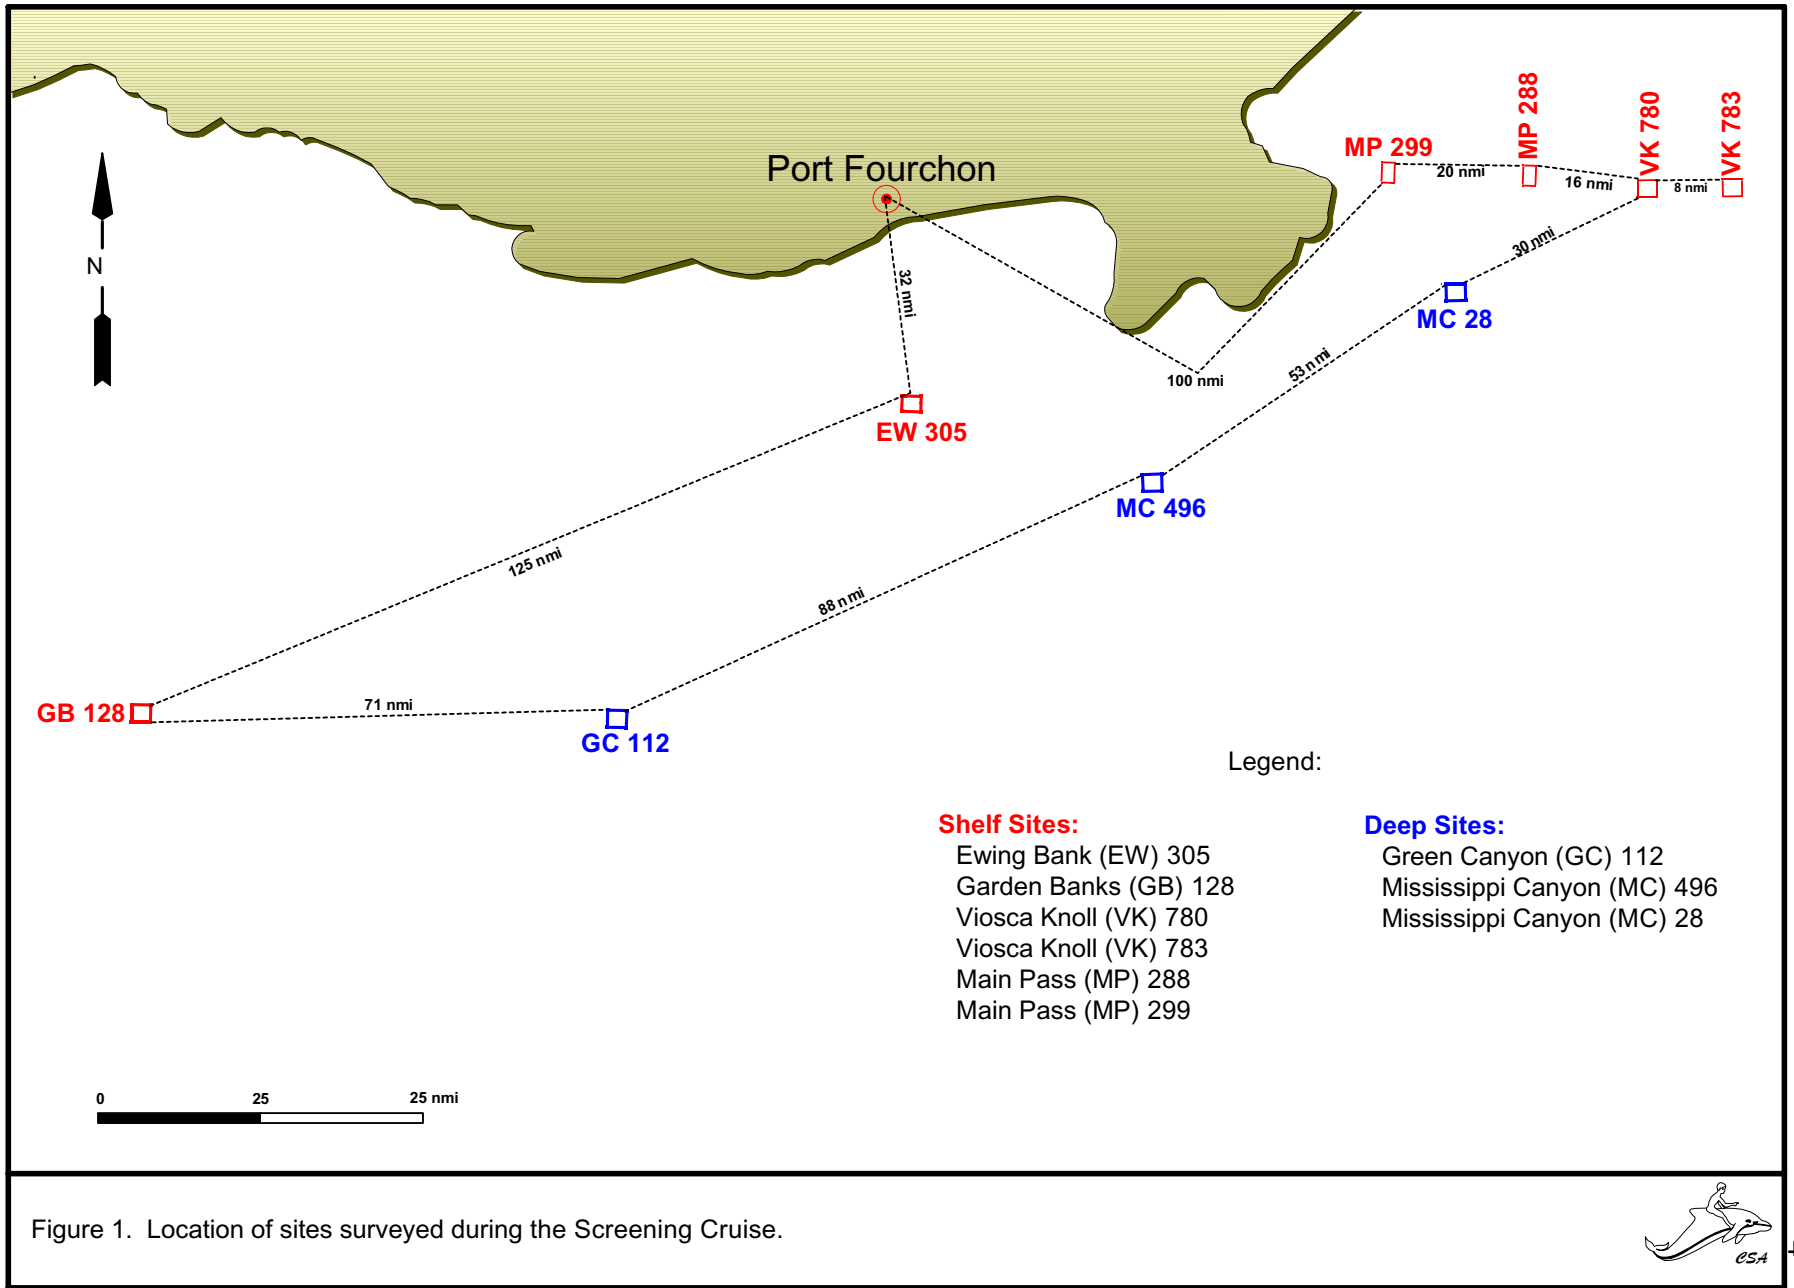 Port Fourchon
MP 299
MP 288
VK 780
VK 783
20 nmi
16 nmi
8 nmi
30 nmi
N
32 nmi
MC 28
53 nmi
100 nmi
EW 305
MC 496
125 nmi
88 nmi
71 nmi
GB 128
GC 112
Legend:
Shelf Sites:
Ewing Bank (EW) 305
Garden Banks (GB) 128
Viosca Knoll (VK) 780
Viosca Knoll (VK) 783
Main Pass (MP) 288
Main Pass (MP) 299
Deep Sites:
Green Canyon (GC) 112
Mississippi Canyon (MC) 496
Mississippi Canyon (MC) 28
0 25 25 nmi
Figure 1. Location of sites surveyed during the Screening Cruise.
CSA